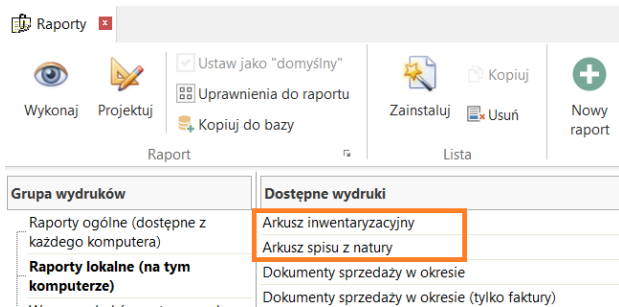 Raporty
Ustaw jako "domyślny"
Uprawnienia do raportu
Kopiuj do bazy
Wykonaj
Projektuj
Raport
Zainstaluj
Kopiuj
Usuń
Lista
Nowy
raport
Grupa wydruków
Raporty ogólne (dostępne z
każdego komputera)
Raporty lokalne (na tym
komputerze)
Dostępne wydruki
Arkusz inwentaryzacyjny
Arkusz spisu z natury
Dokumenty sprzedaży w okresie
Dokumenty sprzedaży w okresie (tylko faktury)